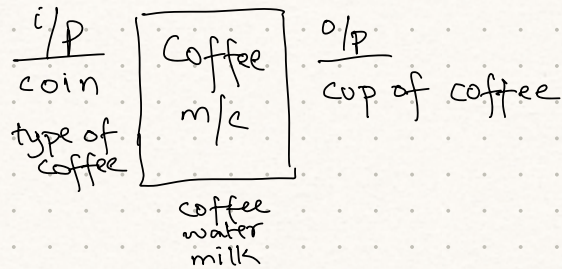 i/p
coin
type of
coffee
Coffee
m/c
o/p
cup of coffee
coffee
water
milk